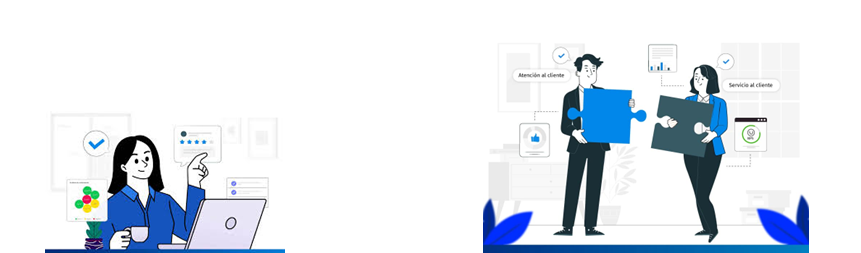 Atención al cliente
Servicio al cliente